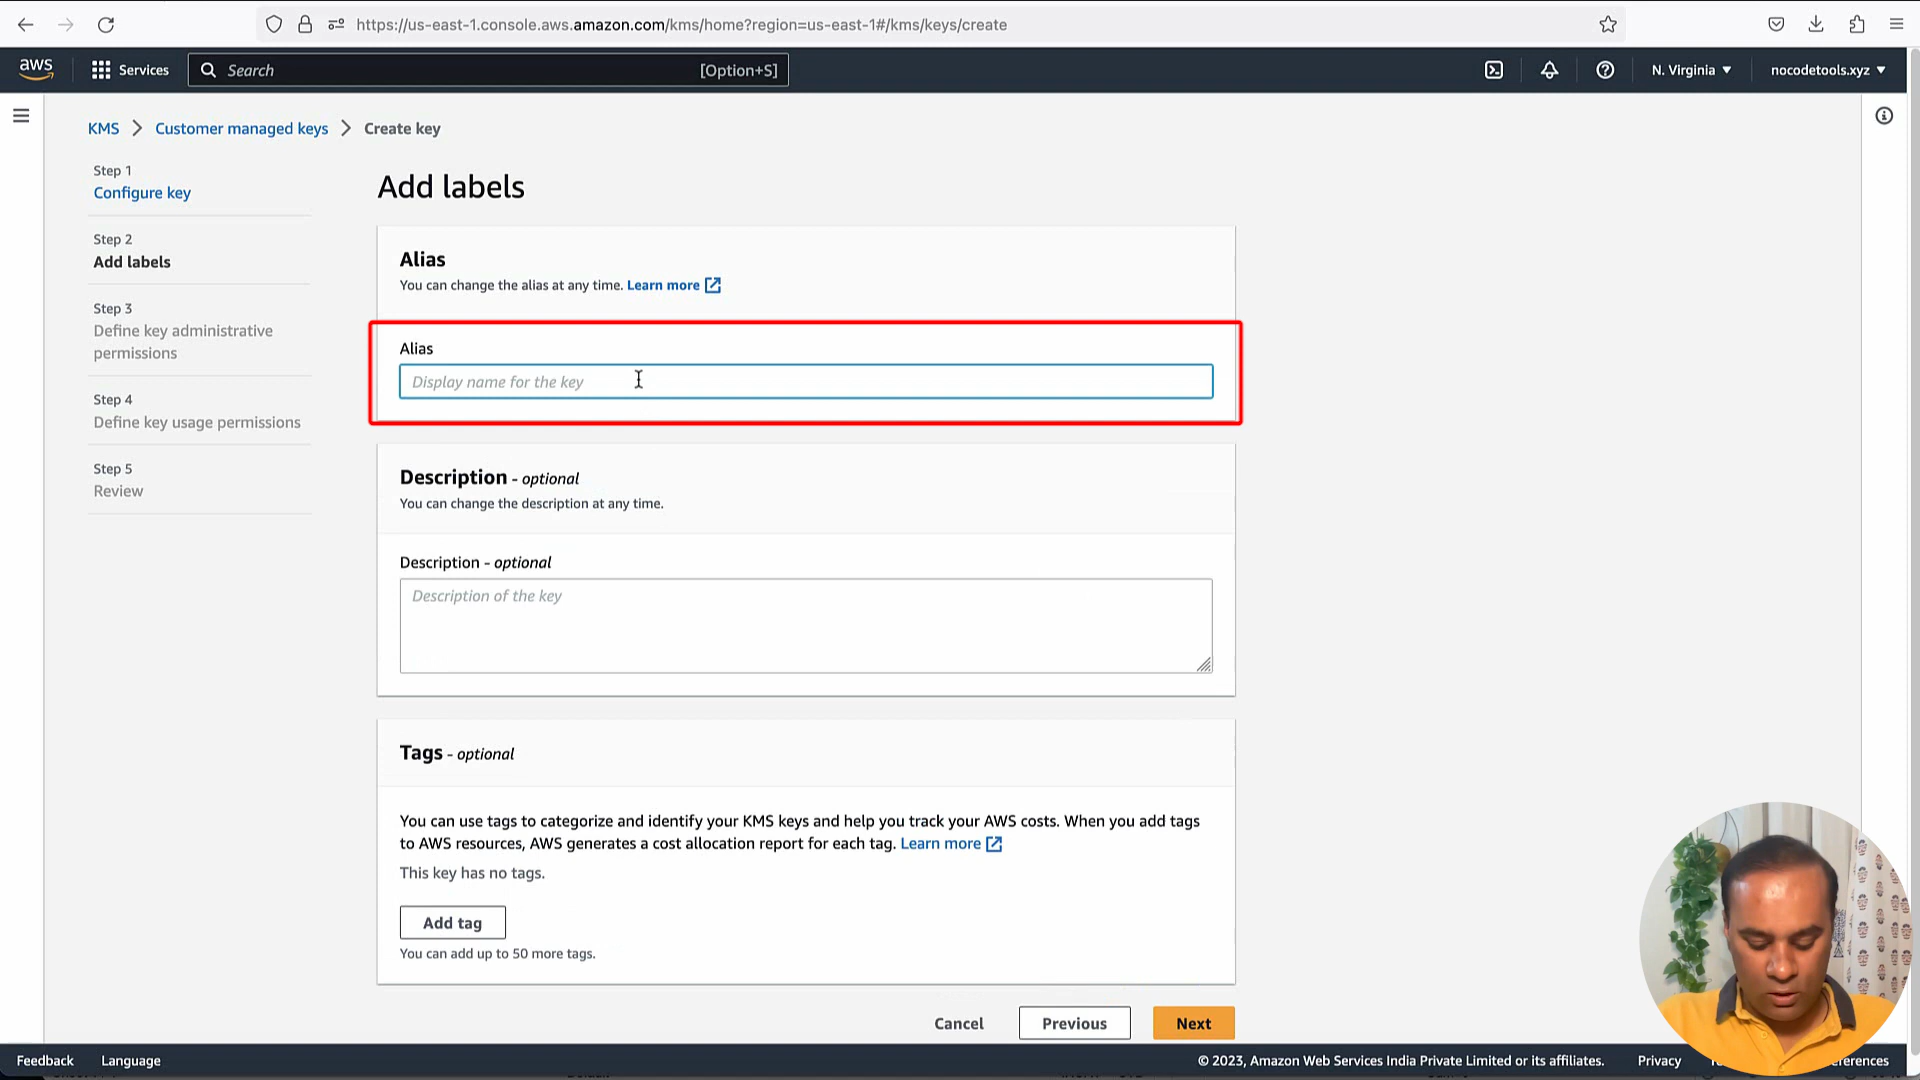 https://us-east-1.console.aws.amazon.com/kms/home?region=us-east-1#/kms/keys/create
aws
Services
Search
[Option+S]
N. Virginia
nocodetools.xyz
KMS
Customer managed keys
Create key
Step 1
Configure key
Step 2
Add labels
Step 3
Define key administrative
permissions
Step 4
Define key usage permissions
Step 5
Review
Add labels
Alias
You can change the alias at any time. Learn more
Alias
Display name for the key
Description - optional
You can change the description at any time.
Description - optional
Description of the key
Tags - optional
You can use tags to categorize and identify your KMS keys and help you track your AWS costs. When you add tags
to AWS resources, AWS generates a cost allocation report for each tag. Learn more
This key has no tags.
Add tag
You can add up to 50 more tags.
Cancel
Previous
Next
Feedback
Language
© 2023, Amazon Web Services India Private Limited or its affiliates.
Privacy